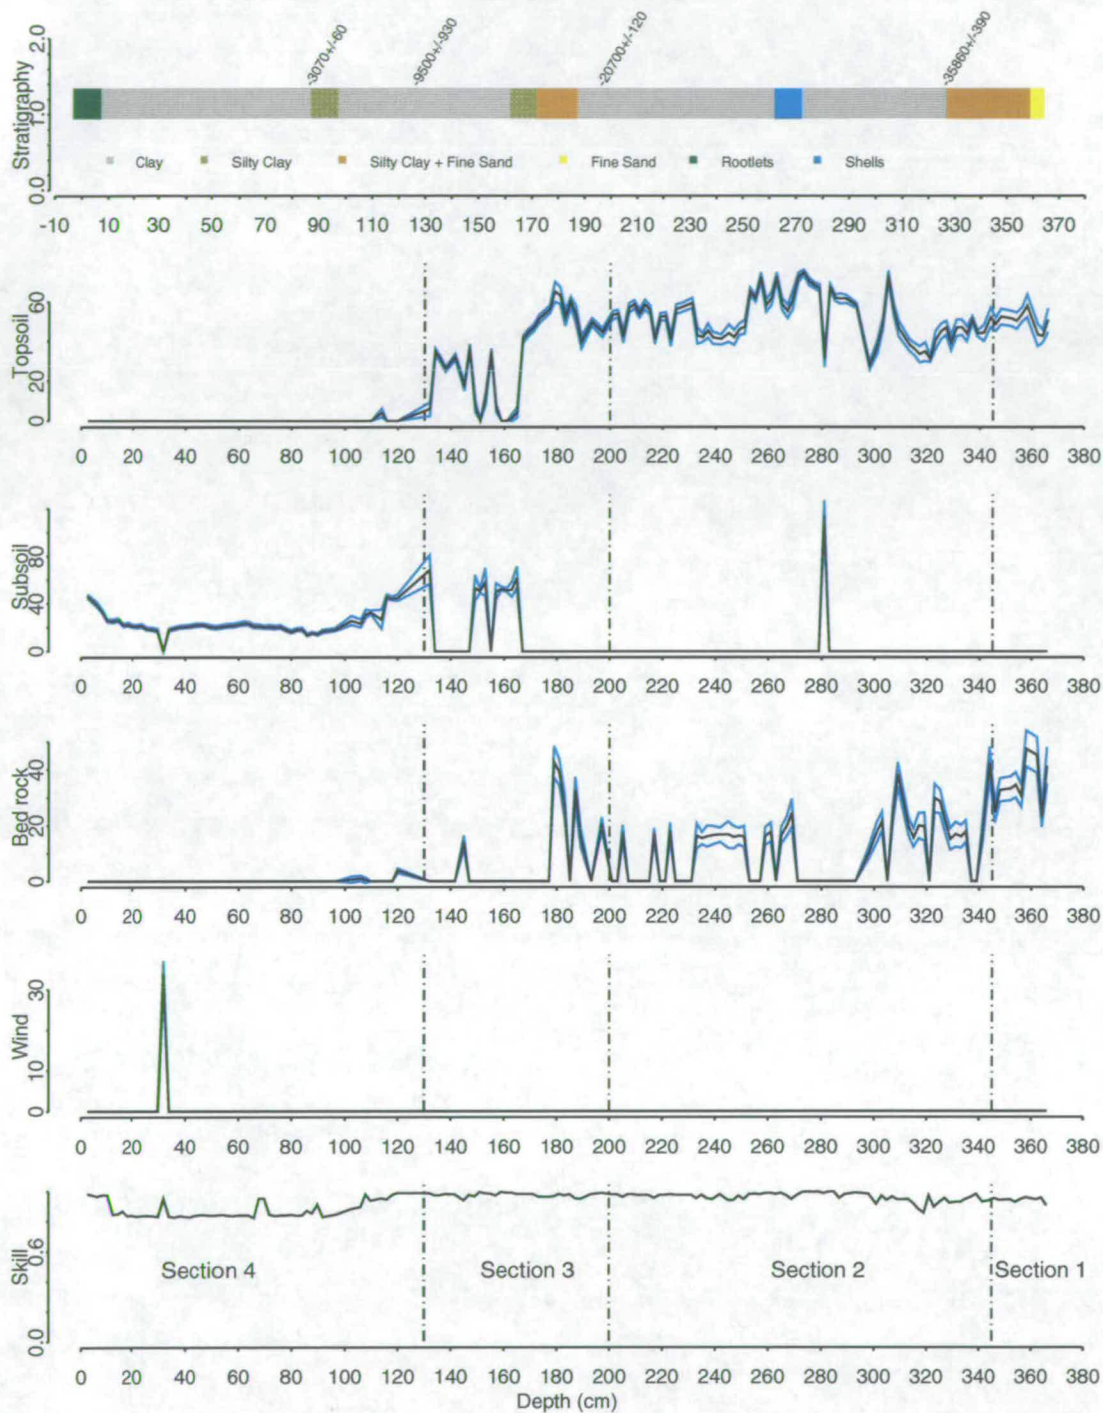 -3070+/-60 -9500+/-930 -20700+/-120 -35860+/-390
Stratigraphy
2.0
1.0
0.0
Clay Silty Clay Silty Clay + Fine Sand Fine Sand Rootlets Shells
-10 10 30 50 70 90 110 130 150 170 190 210 230 250 270 290 310 330 350 370
Topsoil
60
20
0
0 20 40 60 80 100 120 140 160 180 200 220 240 260 280 300 320 340 360 380
Subsoil
80
40
0
0 20 40 60 80 100 120 140 160 180 200 220 240 260 280 300 320 340 360 380
Bed rock
40
20
0
0 20 40 60 80 100 120 140 160 180 200 220 240 260 280 300 320 340 360 380
Wind
30
10
0
0 20 40 60 80 100 120 140 160 180 200 220 240 260 280 300 320 340 360 380
Skill
0.6
0.0
Section 4 Section 3 Section 2 Section 1
0 20 40 60 80 100 120 140 160 180 200 220 240 260 280 300 320 340 360 380
Depth (cm)